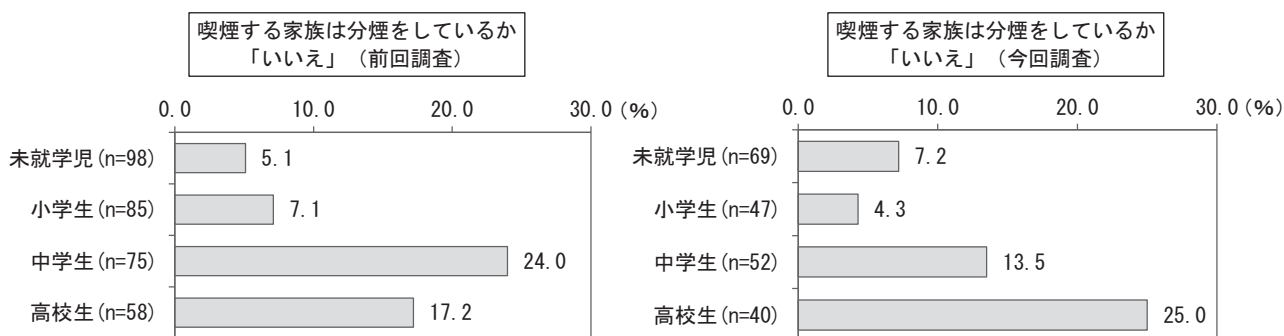 喫煙する家族は分煙をしているか
「いいえ」（前回調査）
0.0 10.0 20.0 30.0 (%)
未就学児(n=98) 5.1
小学生(n=85) 7.1
中学生(n=75) 24.0
高校生(n=58) 17.2
喫煙する家族は分煙をしているか
「いいえ」（今回調査）
0.0 10.0 20.0 30.0 (%)
未就学児(n=69) 7.2
小学生(n=47) 4.3
中学生(n=52) 13.5
高校生(n=40) 25.0